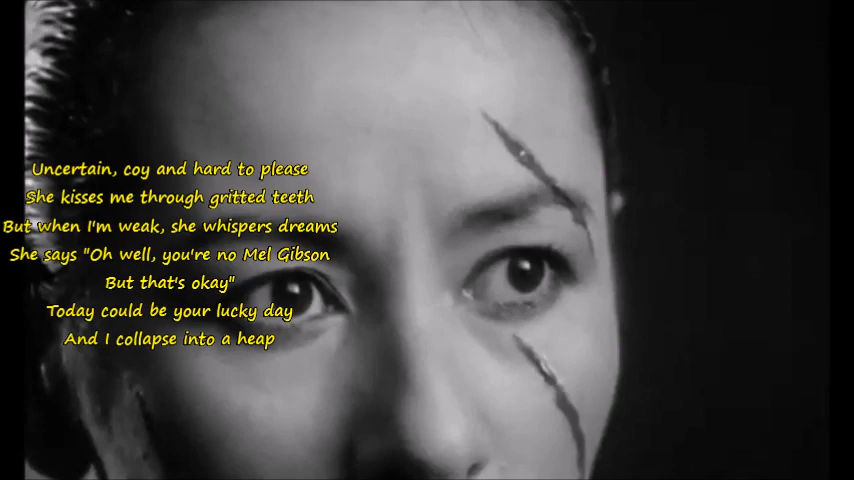 Uncertain, coy and hard to please
She kisses me through gritted teeth
But when I'm weak, she whispers dreams
She says "Oh well, you're no Mel Gibson
But that's okay"
Today could be your lucky day
And I collapse into a heap